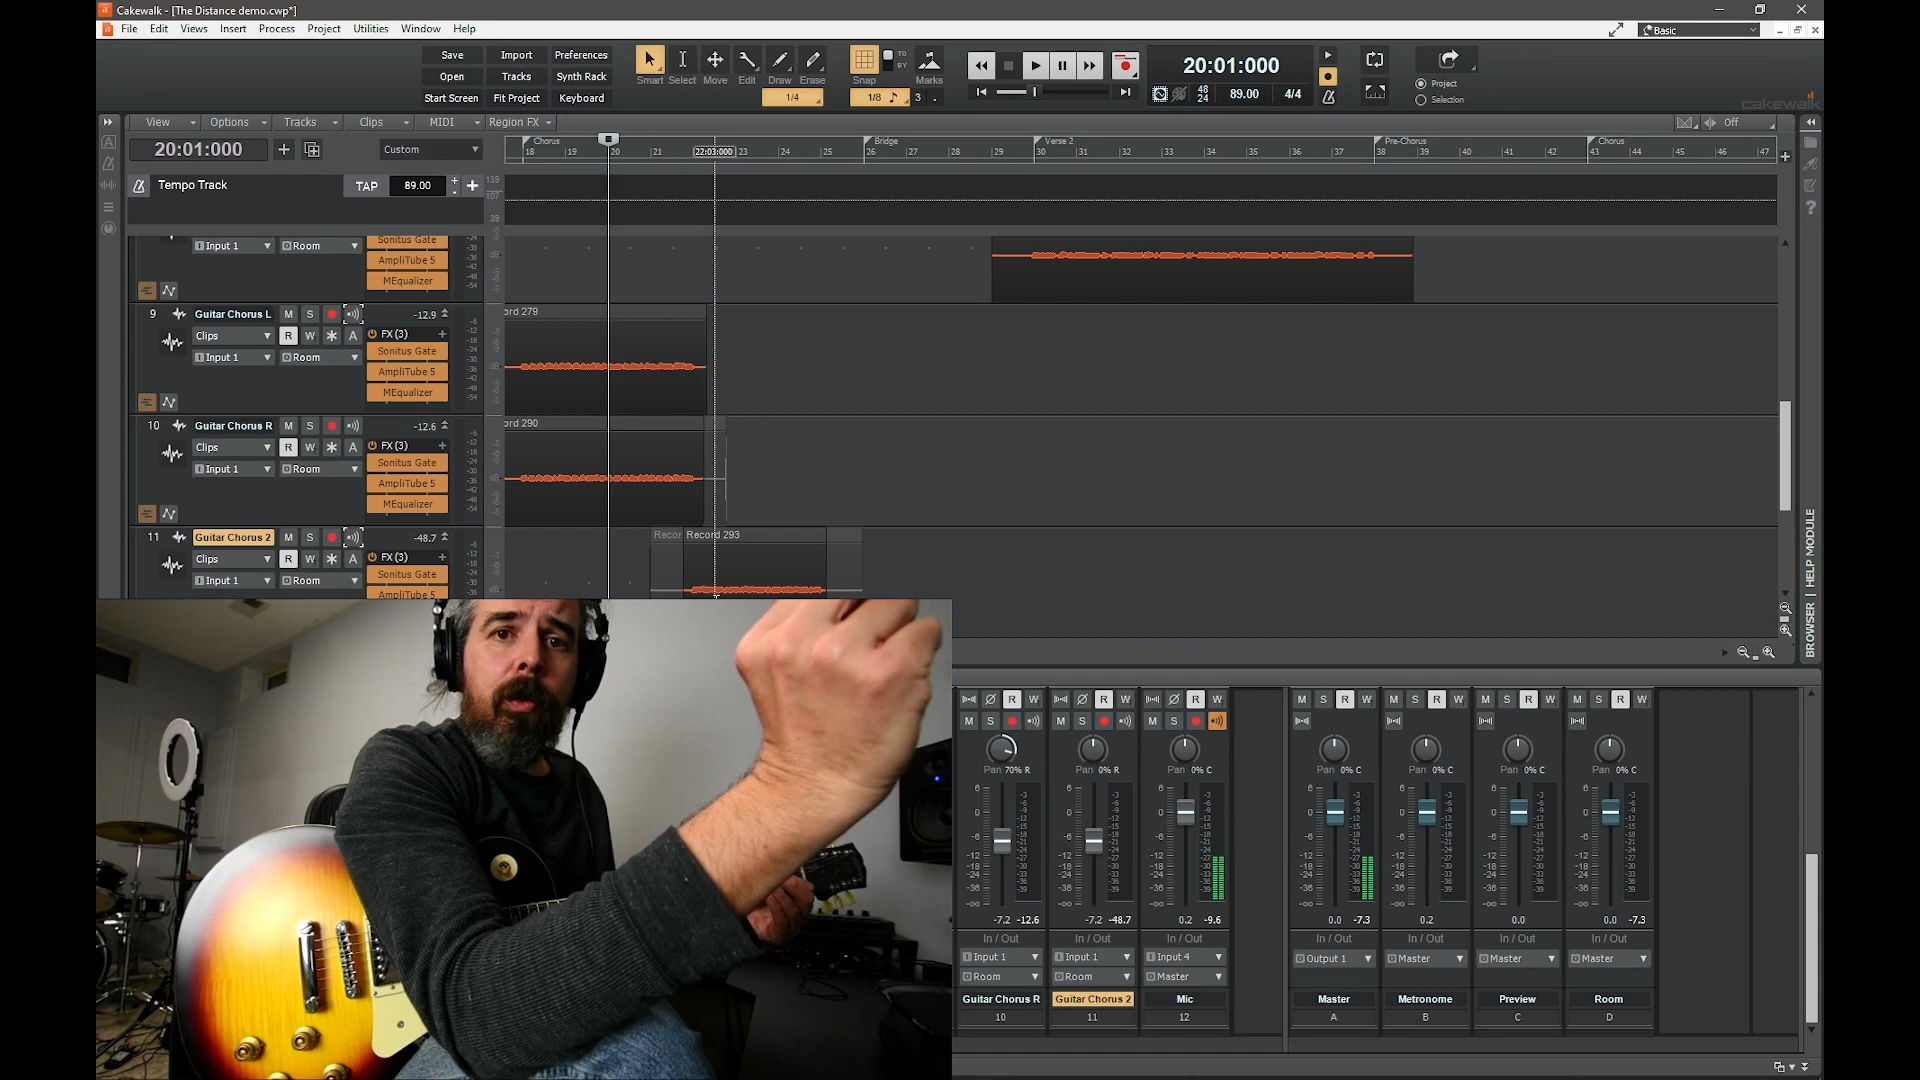 Cakewalk - [The Distance demo.cwp*]
File Edit Views Insert Process Project Utilities Window Help
Basic
Save Import Preferences
Open Tracks Synth Rack
Start Screen Fit Project Keyboard
Smart Select Move Edit Draw Erase Snap TO BY Marks
1/4 1/8 3
20:01:000
48 24 89.00 4/4
Project
Selection
cakewalk
View Options Tracks Clips MIDI Region FX Off
20:01:000 Custom
Chorus Bridge Verse 2 Pre-Chorus Chorus
18 19 20 21 22:03:000 23 24 25 26 27 28 29 30 31 32 33 34 35 36 37 38 39 40 41 42 43 44 45 46 47
Tempo Track TAP 89.00
Sonitus Gate
Input 1 Room
AmpliTube 5
MEqualizer
9 Guitar Chorus L M S -12.9
Record 279
Clips R W A FX (3)
Input 1 Room Sonitus Gate
AmpliTube 5
MEqualizer
10 Guitar Chorus R M S -12.6
Clips R W A FX (3)
Input 1 Room Sonitus Gate
AmpliTube 5
MEqualizer
11 Guitar Chorus 2 M S -48.7
Recor Record 293
Clips R W A FX (3)
Input 1 Room Sonitus Gate
AmpliTube 5
BROWSER | HELP MODULE
R W R W R W M S R W M S R W M S R W M S R W
M S M S M S
Pan 70% R Pan 0% R Pan 0% C Pan 0% C Pan 0% C Pan 0% C Pan 0% C
-7.2 -12.6 -7.2 -48.7 0.2 -9.6 0.0 -7.3 0.2 0.0 0.0 -7.3
In / Out In / Out In / Out In / Out In / Out In / Out In / Out
Input 1 Input 1 Input 4 Output 1 Master Master Master
Room Room Master
Guitar Chorus R Guitar Chorus 2 Mic Master Metronome Preview Room
10 11 12 A B C D